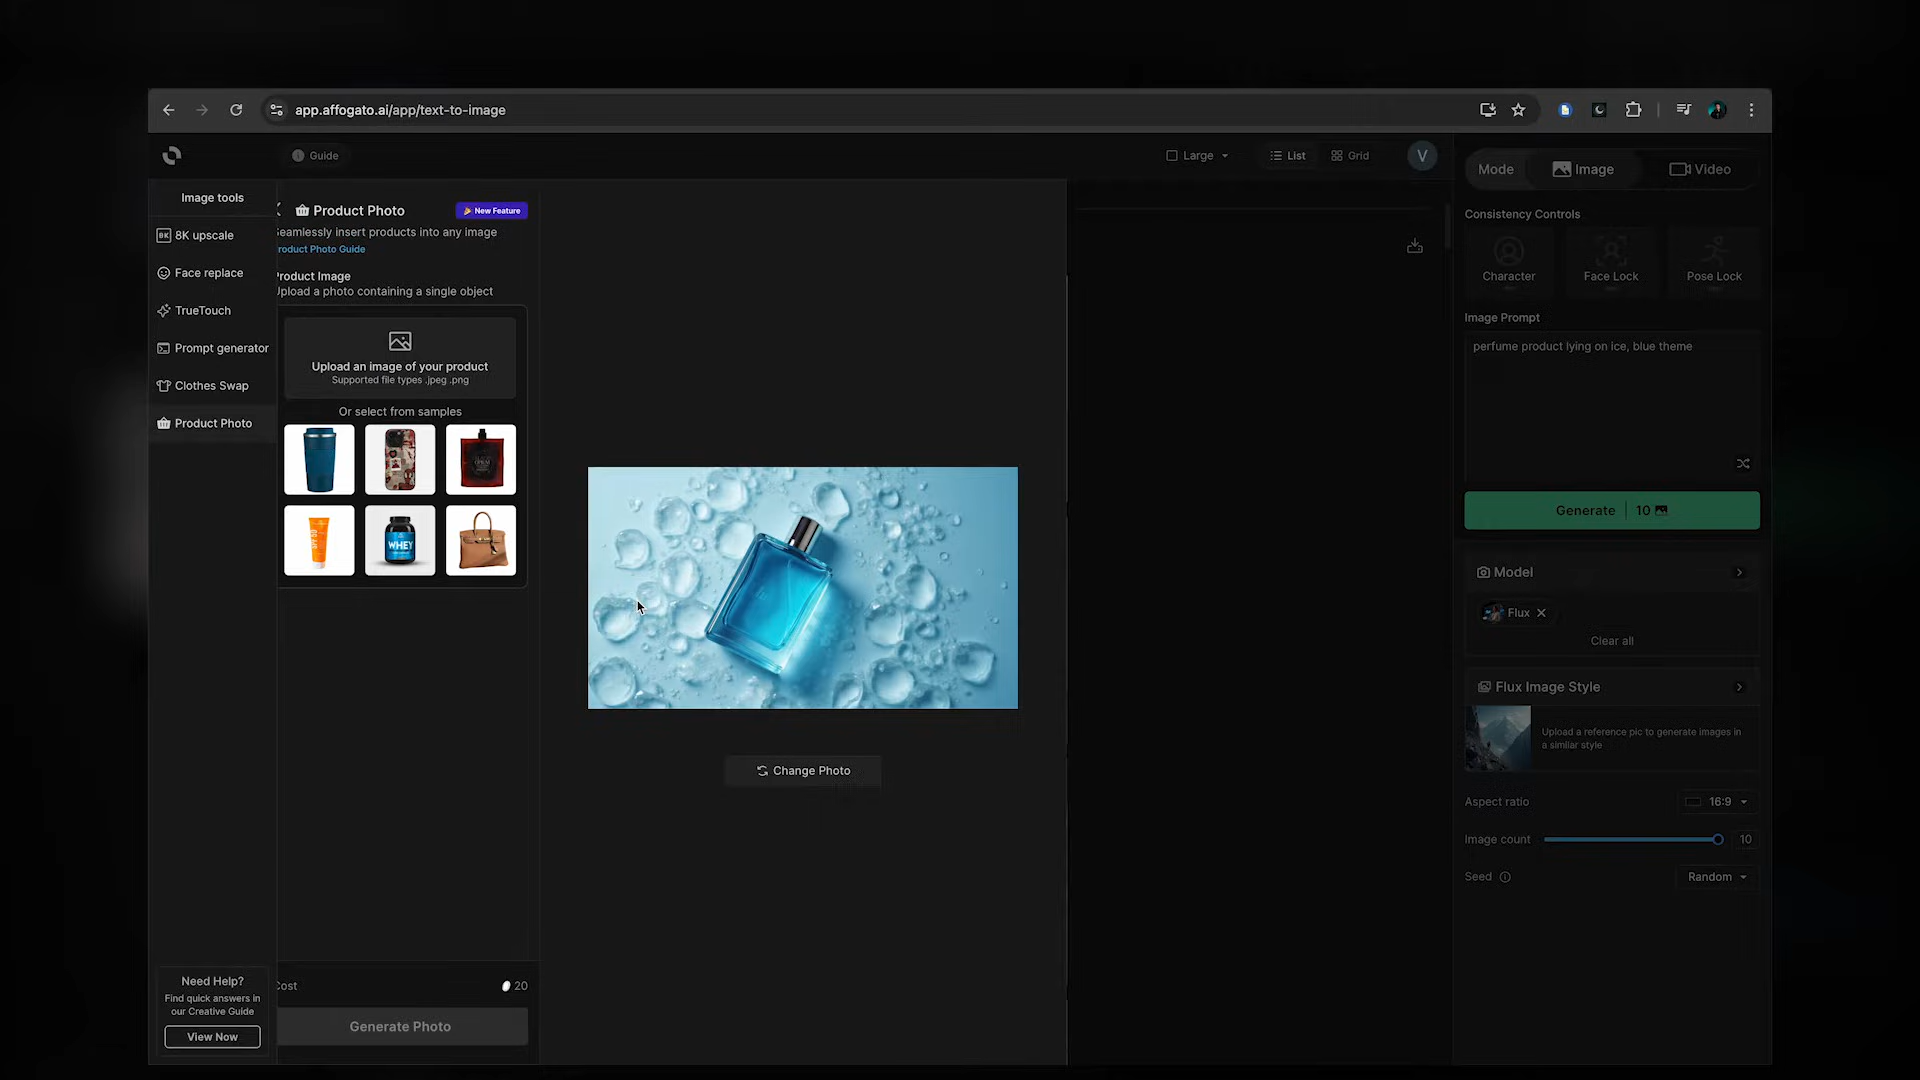 app.affogato.ai/app/text-to-image
Guide
Large
List
Grid
V
Image tools
8K upscale
Face replace
TrueTouch
Prompt generator
Clothes Swap
Product Photo
Need Help?
Find quick answers in
our Creative Guide
View Now
Product Photo
New Feature
Seamlessly insert products into any image
roduct Photo Guide
Product Image
Upload a photo containing a single object
Upload an image of your product
Supported file types .jpeg .png
Or select from samples
WHEY
Cost
20
Generate Photo
Change Photo
Mode
Image
Video
Consistency Controls
Character
Face Lock
Pose Lock
Image Prompt
perfume product lying on ice, blue theme
Generate
10
Model
Flux
Clear all
Flux Image Style
Upload a reference pic to generate images in
a similar style
Aspect ratio
16:9
Image count
10
Seed
Random